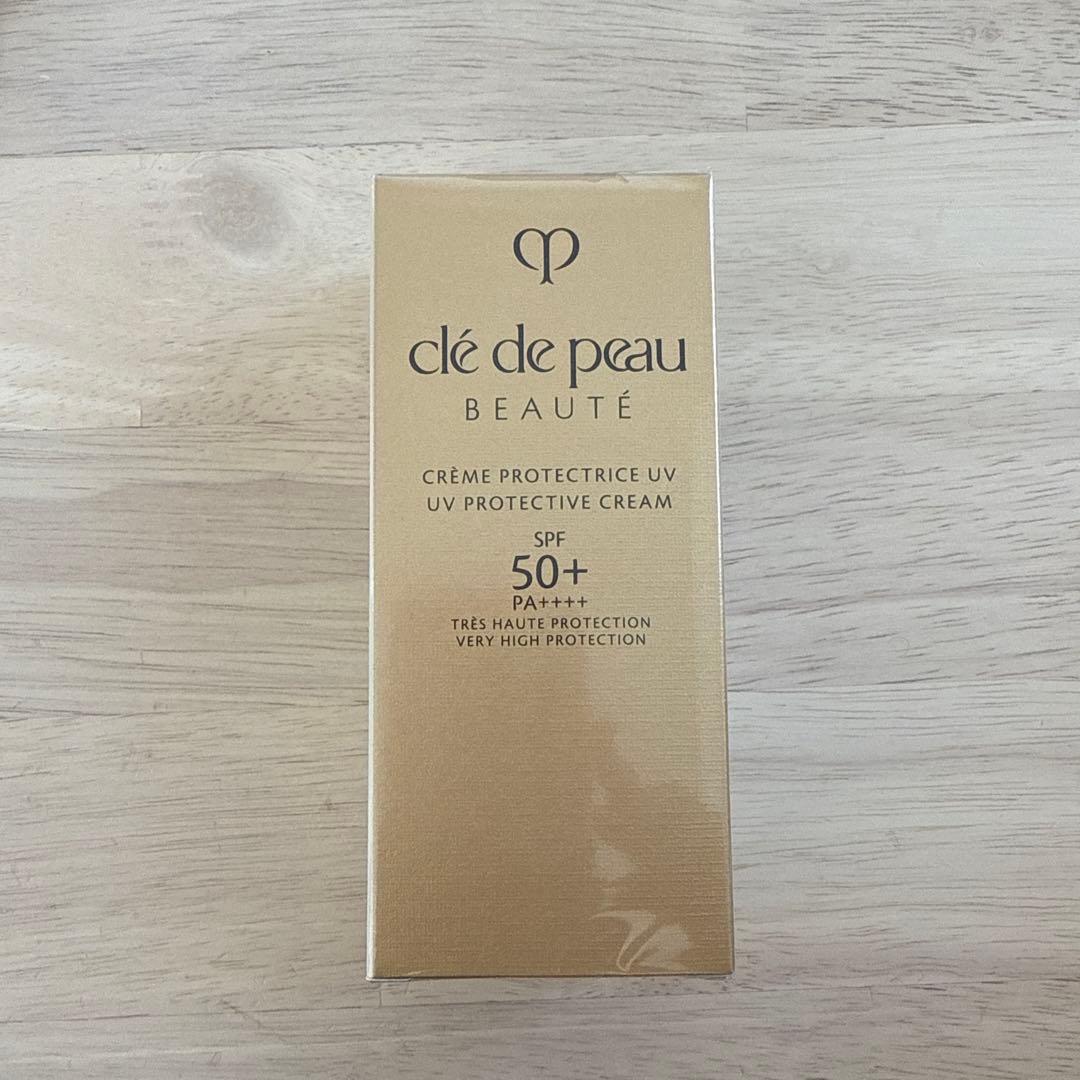 clé de peau
BEAUTÉ
CRÈME PROTECTRICE UV
UV PROTECTIVE CREAM
SPF
50+
PA++++
TRÈS HAUTE PROTECTION
VERY HIGH PROTECTION